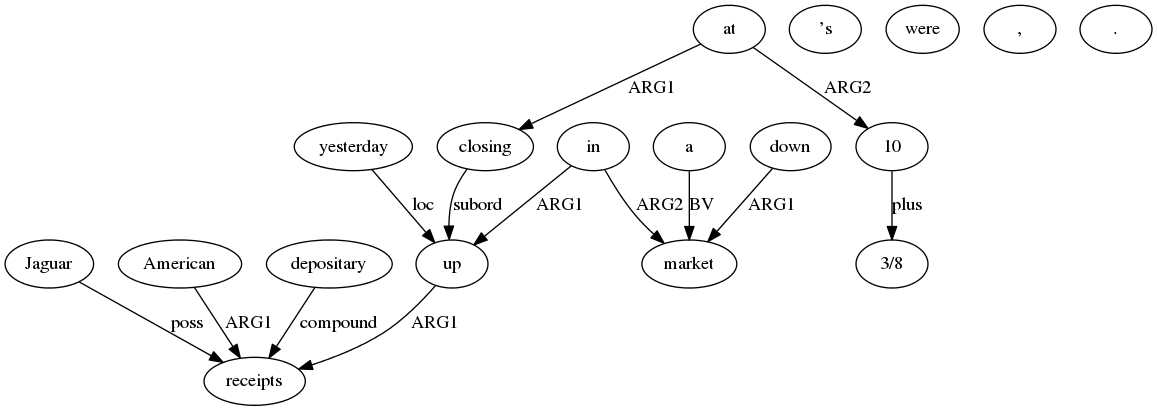 at ’s were , .
ARG1 ARG2
yesterday closing in a down 10
loc subord ARG1 ARG2 BV ARG1 plus
Jaguar American depositary up market 3/8
poss ARG1 compound ARG1
receipts